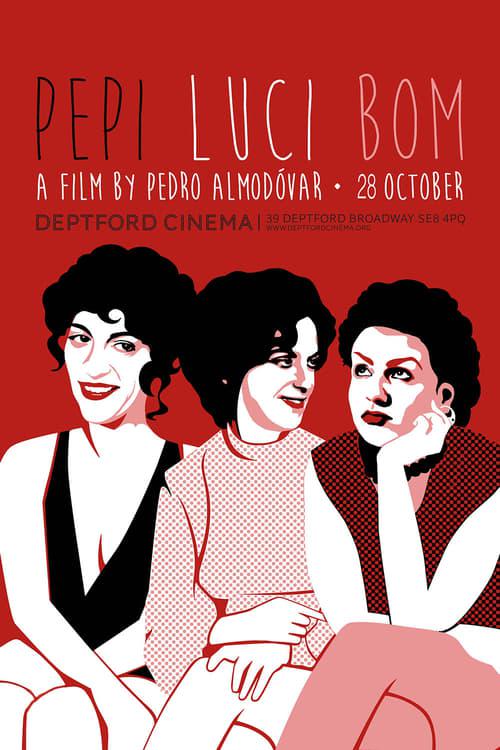 PEPI LUCI BOM
A FILM BY PEDRO ALMODÓVAR • 28 OCTOBER
DEPTFORD CINEMA | 39 DEPTFORD BROADWAY SE8 4PQ
WWW.DEPTFORDCINEMA.ORG